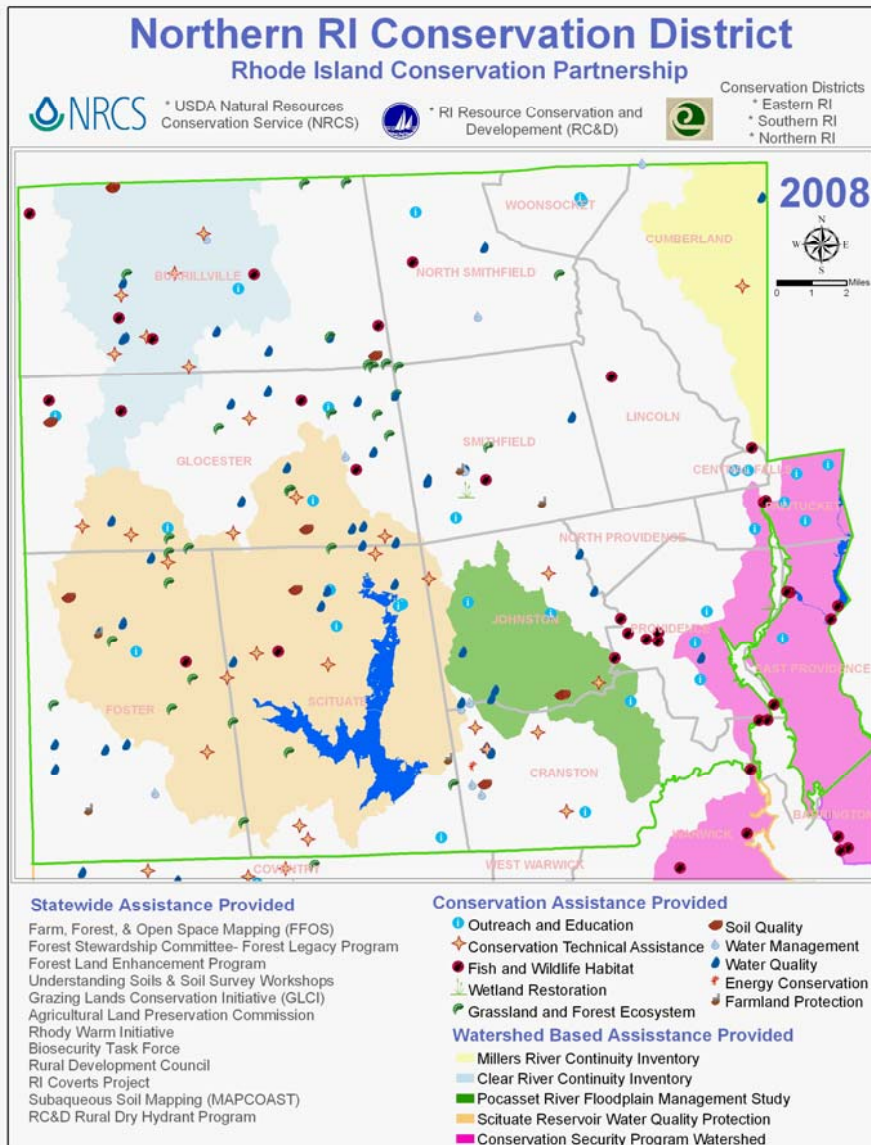 Northern RI Conservation District
Rhode Island Conservation Partnership
NRCS
* USDA Natural Resources
Conservation Service (NRCS)
* RI Resource Conservation and
Developement (RC&D)
Conservation Districts
* Eastern RI
* Southern RI
* Northern RI
2008
N
W E
S
Miles
0 1 2
WOONSOCKET
CUMBERLAND
BURRILLVILLE
NORTH SMITHFIELD
LINCOLN
SMITHFIELD
GLOCESTER
CENTRAL FALLS
PAWTUCKET
NORTH PROVIDENCE
JOHNSTON
PROVIDENCE
EAST PROVIDENCE
FOSTER
SCITUATE
CRANSTON
BARRINGTON
WARWICK
COVENTRY
WEST WARWICK
Statewide Assistance Provided
Farm, Forest, & Open Space Mapping (FFOS)
Forest Stewardship Committee- Forest Legacy Program
Forest Land Enhancement Program
Understanding Soils & Soil Survey Workshops
Grazing Lands Conservation Initiative (GLCI)
Agricultural Land Preservation Commission
Rhody Warm Initiative
Biosecurity Task Force
Rural Development Council
RI Coverts Project
Subaqueous Soil Mapping (MAPCOAST)
RC&D Rural Dry Hydrant Program
Conservation Assistance Provided
Outreach and Education
Conservation Technical Assistance
Fish and Wildlife Habitat
Wetland Restoration
Grassland and Forest Ecosystem
Soil Quality
Water Management
Water Quality
Energy Conservation
Farmland Protection
Watershed Based Assisstance Provided
Millers River Continuity Inventory
Clear River Continuity Inventory
Pocasset River Floodplain Management Study
Scituate Reservoir Water Quality Protection
Conservation Security Program Watershed